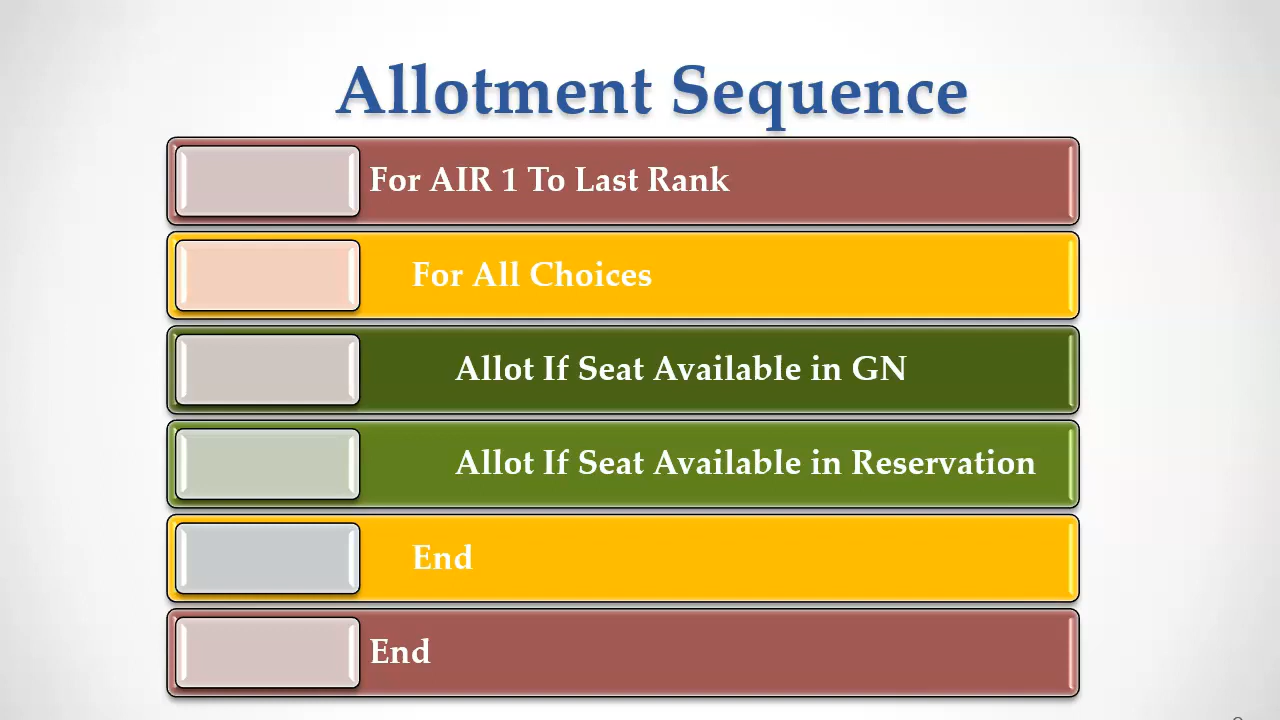 Allotment Sequence
For AIR 1 To Last Rank
For All Choices
Allot If Seat Available in GN
Allot If Seat Available in Reservation
End
End